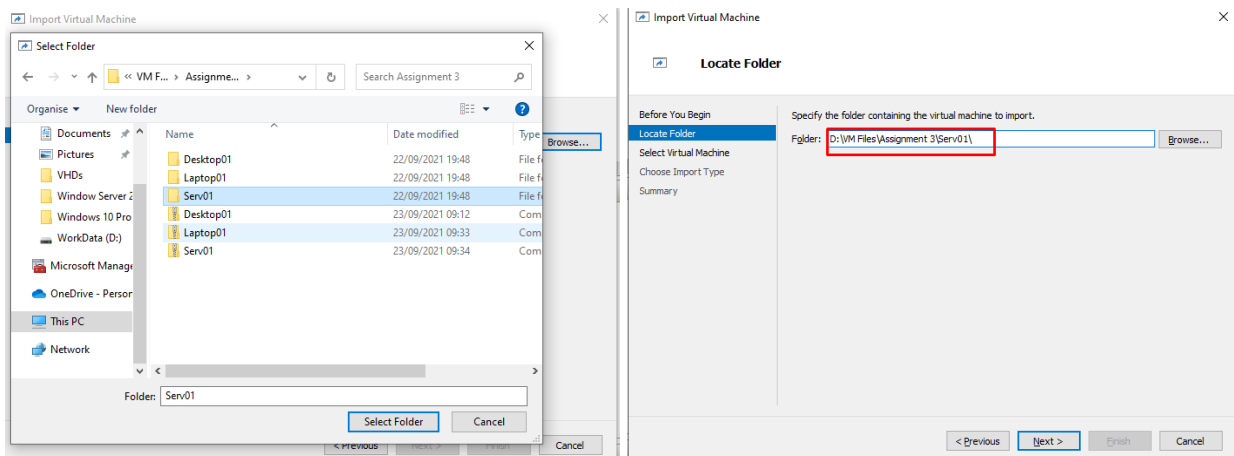 Import Virtual Machine
Select Folder
« VM F... > Assignme... >
Search Assignment 3
Organise
New folder
Documents
Pictures
VHDs
Window Server 2
Windows 10 Pro
WorkData (D:)
Microsoft Manage
OneDrive - Person
This PC
Network
Name Date modified Type
Desktop01 22/09/2021 19:48 File f
Laptop01 22/09/2021 19:48 File f
Serv01 22/09/2021 19:48 File f
Desktop01 23/09/2021 09:12 Com
Laptop01 23/09/2021 09:33 Com
Serv01 23/09/2021 09:34 Com
Browse...
Folder: Serv01
Select Folder Cancel
< Previous Next > Finish Cancel
Import Virtual Machine
Locate Folder
Before You Begin
Locate Folder
Select Virtual Machine
Choose Import Type
Summary
Specify the folder containing the virtual machine to import.
Folder: D:\VM Files\Assignment 3\Serv01\ Browse...
< Previous Next > Finish Cancel